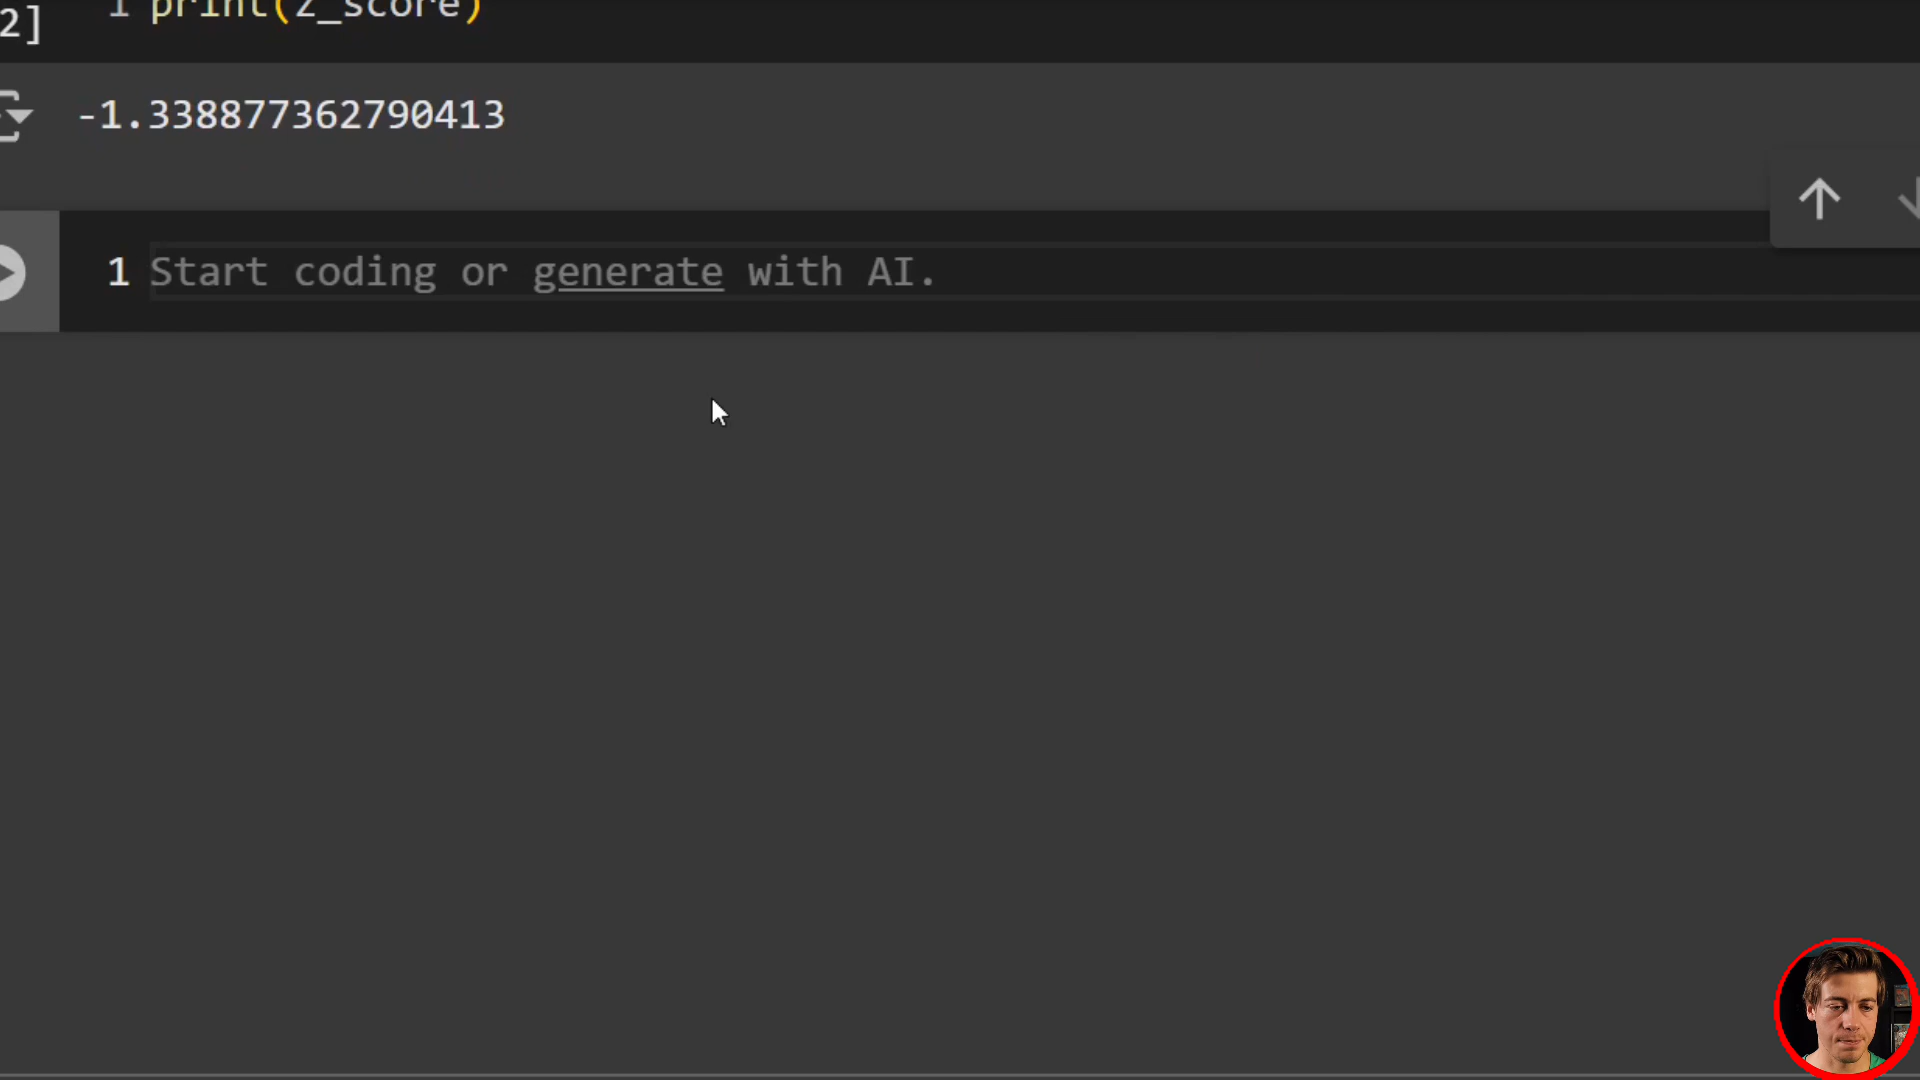 2]
1 print(z_score)
-1.338877362790413
1 Start coding or generate with AI.